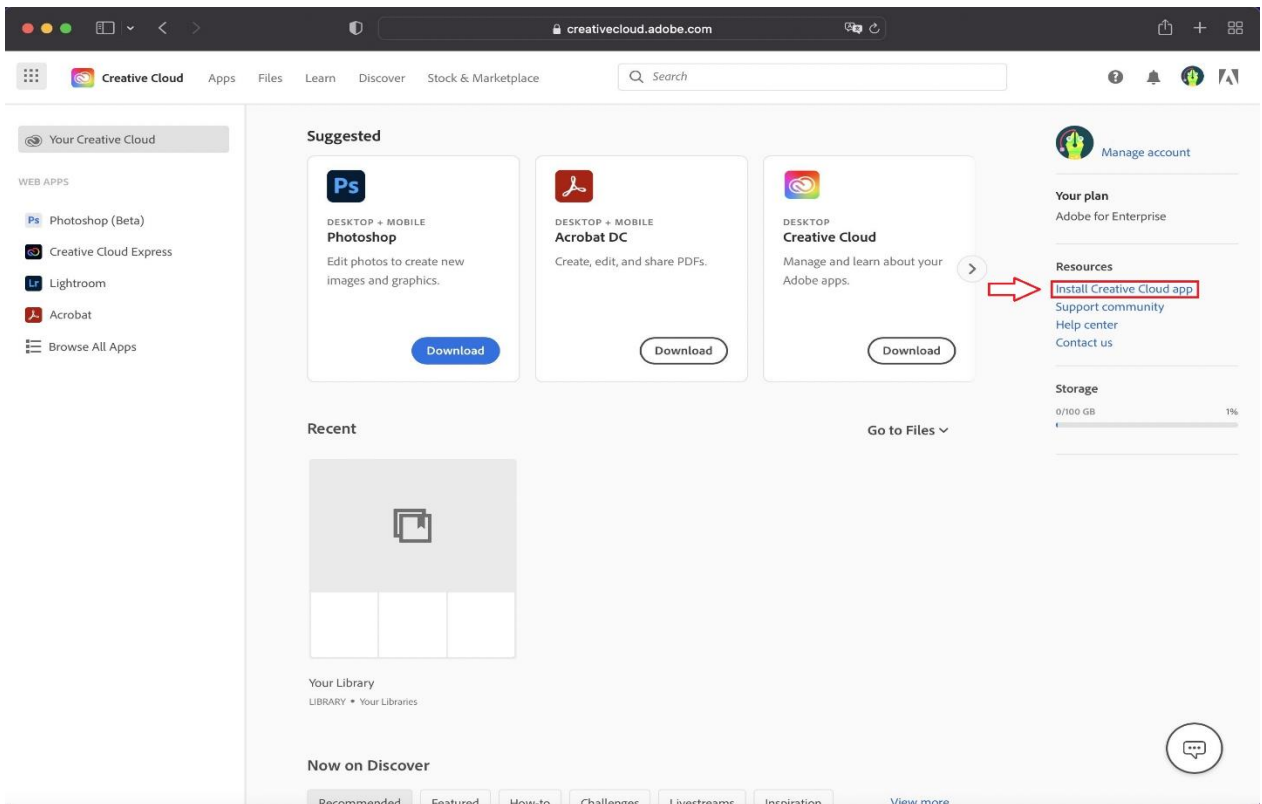 creativecloud.adobe.com
Creative Cloud Apps Files Learn Discover Stock & Marketplace Search
Your Creative Cloud
WEB APPS
Ps Photoshop (Beta)
Creative Cloud Express
Lr Lightroom
Acrobat
Browse All Apps
Suggested
Ps
DESKTOP + MOBILE
Photoshop
Edit photos to create new
images and graphics.
Download
DESKTOP + MOBILE
Acrobat DC
Create, edit, and share PDFs.
Download
DESKTOP
Creative Cloud
Manage and learn about your
Adobe apps.
Download
Recent
Go to Files
Your Library
LIBRARY • Your Libraries
Now on Discover
Recommended Featured How-to Challenges Livestreams Inspiration View more
Manage account
Your plan
Adobe for Enterprise
Resources
Install Creative Cloud app
Support community
Help center
Contact us
Storage
0/100 GB 1%